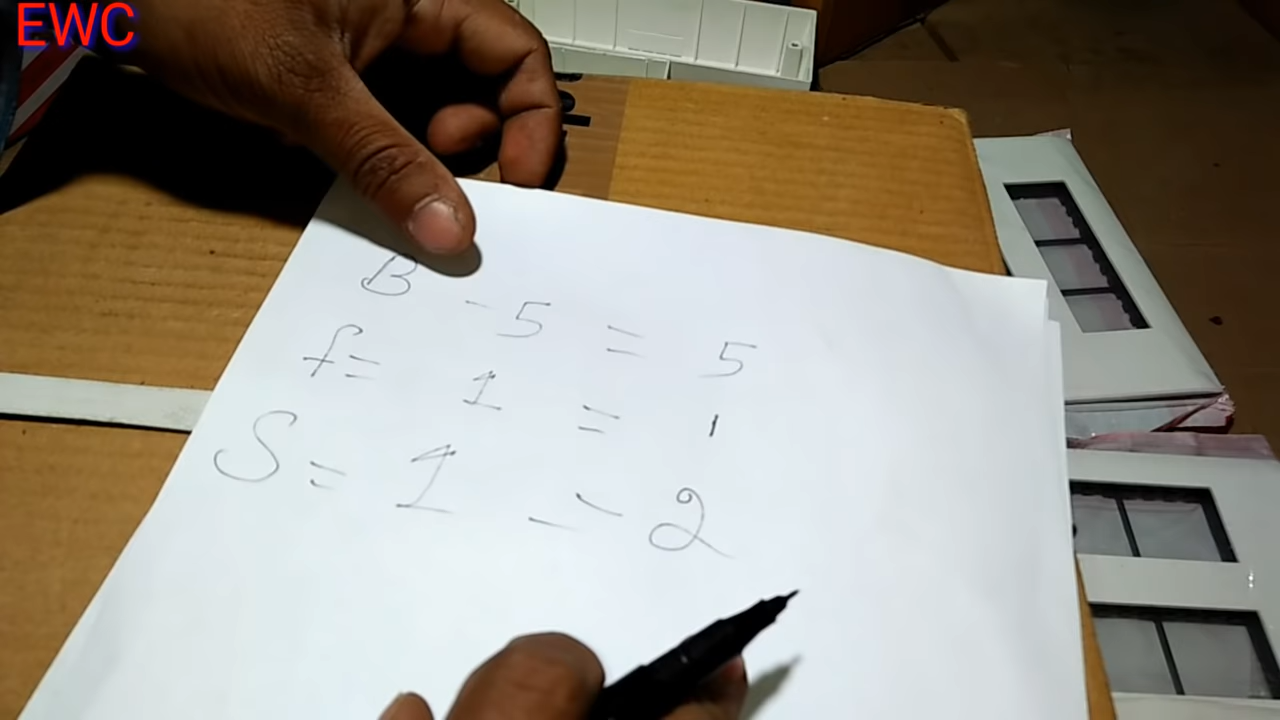 EWC
B - 5 = 5
f = 1 = 1
S = 1 = 2